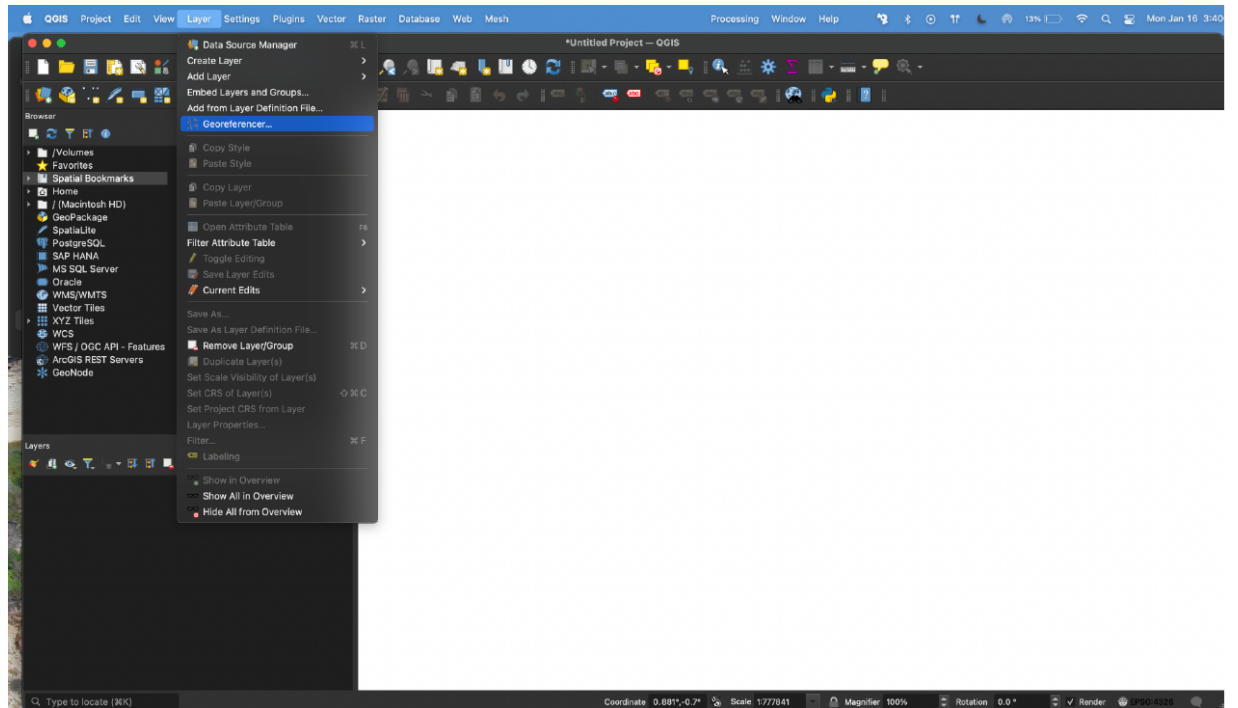 QGIS Project Edit View Layer Settings Plugins Vector Raster Database Web Mesh Processing Window Help 13% Mon Jan 16 3:40
*Untitled Project — QGIS
Data Source Manager ⌘ L
Create Layer
Add Layer
Embed Layers and Groups...
Add from Layer Definition File...
Georeferencer...
Copy Style
Paste Style
Copy Layer
Paste Layer/Group
Open Attribute Table F6
Filter Attribute Table
Toggle Editing
Save Layer Edits
Current Edits
Save As...
Save As Layer Definition File...
Remove Layer/Group ⌘ D
Duplicate Layer(s)
Set Scale Visibility of Layer(s)
Set CRS of Layer(s) ⇧ ⌘ C
Set Project CRS from Layer
Layer Properties...
Filter... ⌘ F
Labeling
Show in Overview
Show All in Overview
Hide All from Overview
Browser
/Volumes
Favorites
Spatial Bookmarks
Home
/ (Macintosh HD)
GeoPackage
SpatiaLite
PostgreSQL
SAP HANA
MS SQL Server
Oracle
WMS/WMTS
Vector Tiles
XYZ Tiles
WCS
WFS / OGC API - Features
ArcGIS REST Servers
GeoNode
Layers
Type to locate (⌘K) Coordinate 0.881°,-0.7° Scale 1:777841 Magnifier 100% Rotation 0.0 ° Render EPSG:4326